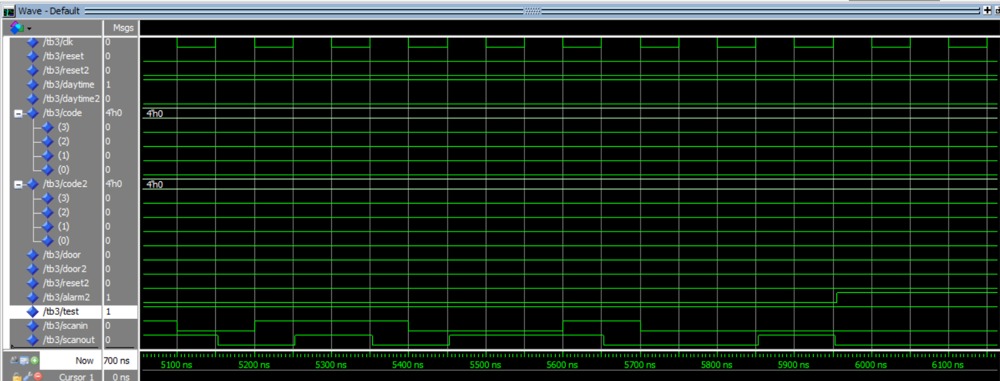 Wave - Default
Msgs
/tb3/clk 0
/tb3/reset 0
/tb3/reset2 0
/tb3/daytime 1
/tb3/daytime2 0
/tb3/code 4'h0 4'h0
(3) 0
(2) 0
(1) 0
(0) 0
/tb3/code2 4'h0 4'h0
(3) 0
(2) 0
(1) 0
(0) 0
/tb3/door 0
/tb3/door2 0
/tb3/reset2 0
/tb3/alarm2 1
/tb3/test 1
/tb3/scanin 0
/tb3/scanout 0
Now 700 ns 5100 ns 5200 ns 5300 ns 5400 ns 5500 ns 5600 ns 5700 ns 5800 ns 5900 ns 6000 ns 6100 ns
Cursor 1 0 ns